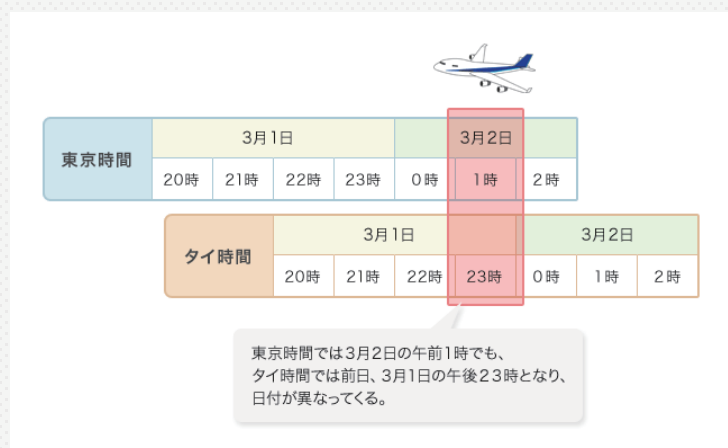 東京時間
3月1日 3月2日
20時 21時 22時 23時 0時 1時 2時
タイ時間
3月1日 3月2日
20時 21時 22時 23時 0時 1時 2時
東京時間では3月2日の午前1時でも、
タイ時間では前日、3月1日の午後23時となり、
日付が異なってくる。